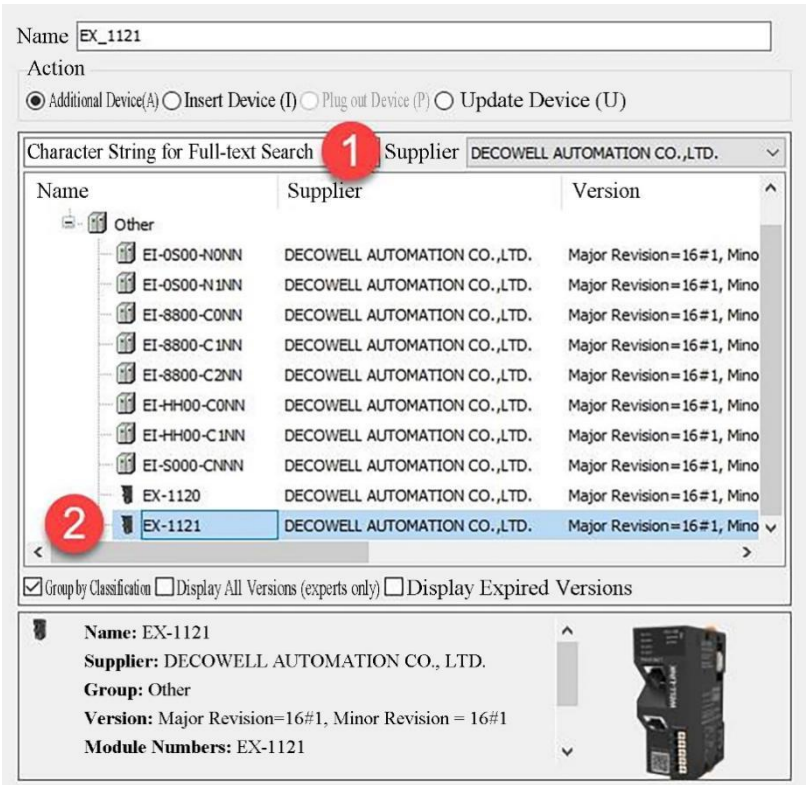 Name EX_1121
Action
Additional Device(A) Insert Device (I) Plug out Device (P) Update Device (U)
Character String for Full-text Search 1 Supplier DECOWELL AUTOMATION CO.,LTD.
Name Supplier Version
Other
EI-0S00-N0NN DECOWELL AUTOMATION CO.,LTD. Major Revision=16#1, Mino
EI-0S00-N1NN DECOWELL AUTOMATION CO.,LTD. Major Revision=16#1, Mino
EI-8800-C0NN DECOWELL AUTOMATION CO.,LTD. Major Revision=16#1, Mino
EI-8800-C1NN DECOWELL AUTOMATION CO.,LTD. Major Revision=16#1, Mino
EI-8800-C2NN DECOWELL AUTOMATION CO.,LTD. Major Revision=16#1, Mino
EI-HH00-C0NN DECOWELL AUTOMATION CO.,LTD. Major Revision=16#1, Mino
EI-HH00-C1NN DECOWELL AUTOMATION CO.,LTD. Major Revision=16#1, Mino
EI-S000-CNNN DECOWELL AUTOMATION CO.,LTD. Major Revision=16#1, Mino
EX-1120 DECOWELL AUTOMATION CO.,LTD. Major Revision=16#1, Mino
2 EX-1121 DECOWELL AUTOMATION CO.,LTD. Major Revision=16#1, Mino
Group by Classification Display All Versions (experts only) Display Expired Versions
Name: EX-1121
Supplier: DECOWELL AUTOMATION CO., LTD.
Group: Other
Version: Major Revision=16#1, Minor Revision = 16#1
Module Numbers: EX-1121
WELL-LINK